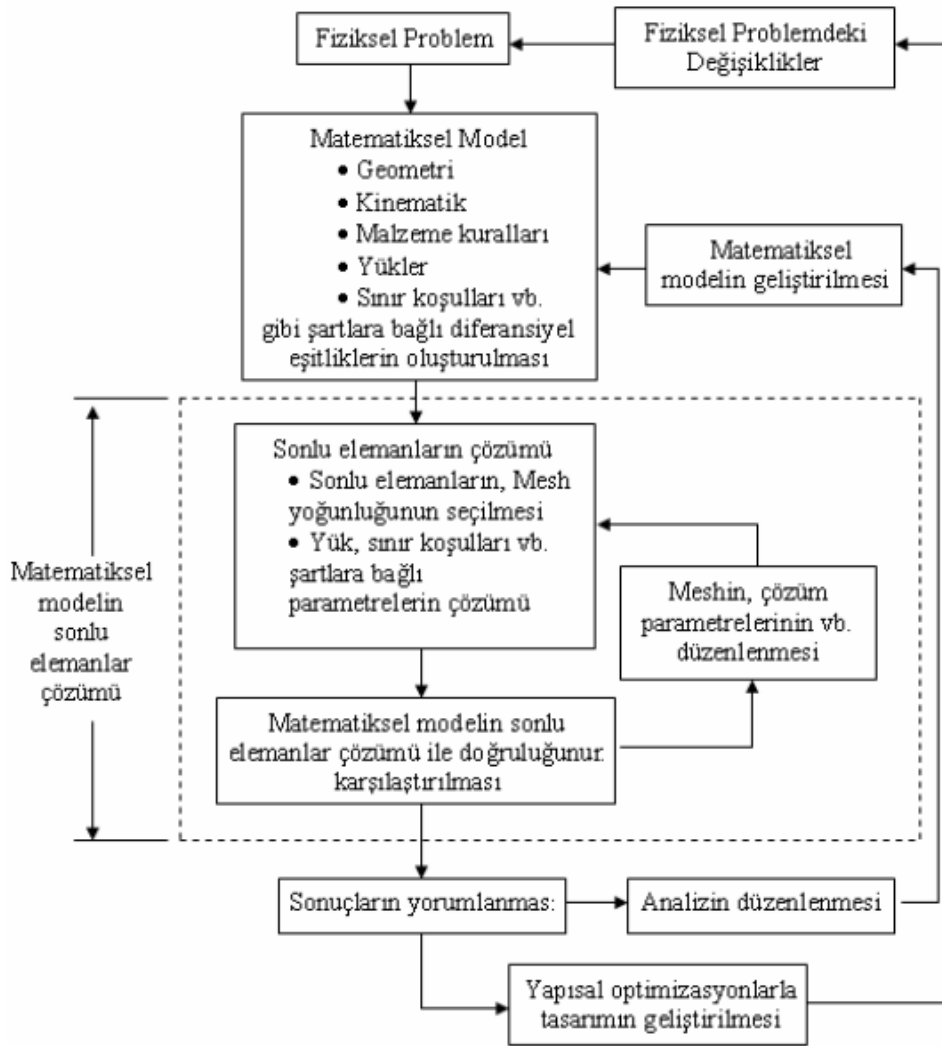 Fiziksel Problem
Fiziksel Problemdeki
Değişiklikler
Matematiksel Model
• Geometri
• Kinematik
• Malzeme kuralları
• Yükler
• Sınır koşulları vb.
gibi şartlara bağlı diferansiyel
eşitliklerin oluşturulması
Matematiksel
modelin geliştirilmesi
Sonlu elemanların çözümü
• Sonlu elemanların, Mesh
yoğunluğunun seçilmesi
• Yük, sınır koşulları vb.
şartlara bağlı
parametrelerin çözümü
Matematiksel
modelin
sonlu
elemanlar
çözümü
Meshin, çözüm
parametrelerinin vb.
düzenlenmesi
Matematiksel modelin sonlu
elemanlar çözümü ile doğruluğunur.
karşılaştırılması
Sonuçların yorumlanmas:
Analizin düzenlenmesi
Yapısal optimizasyonlarla
tasarımın geliştirilmesi